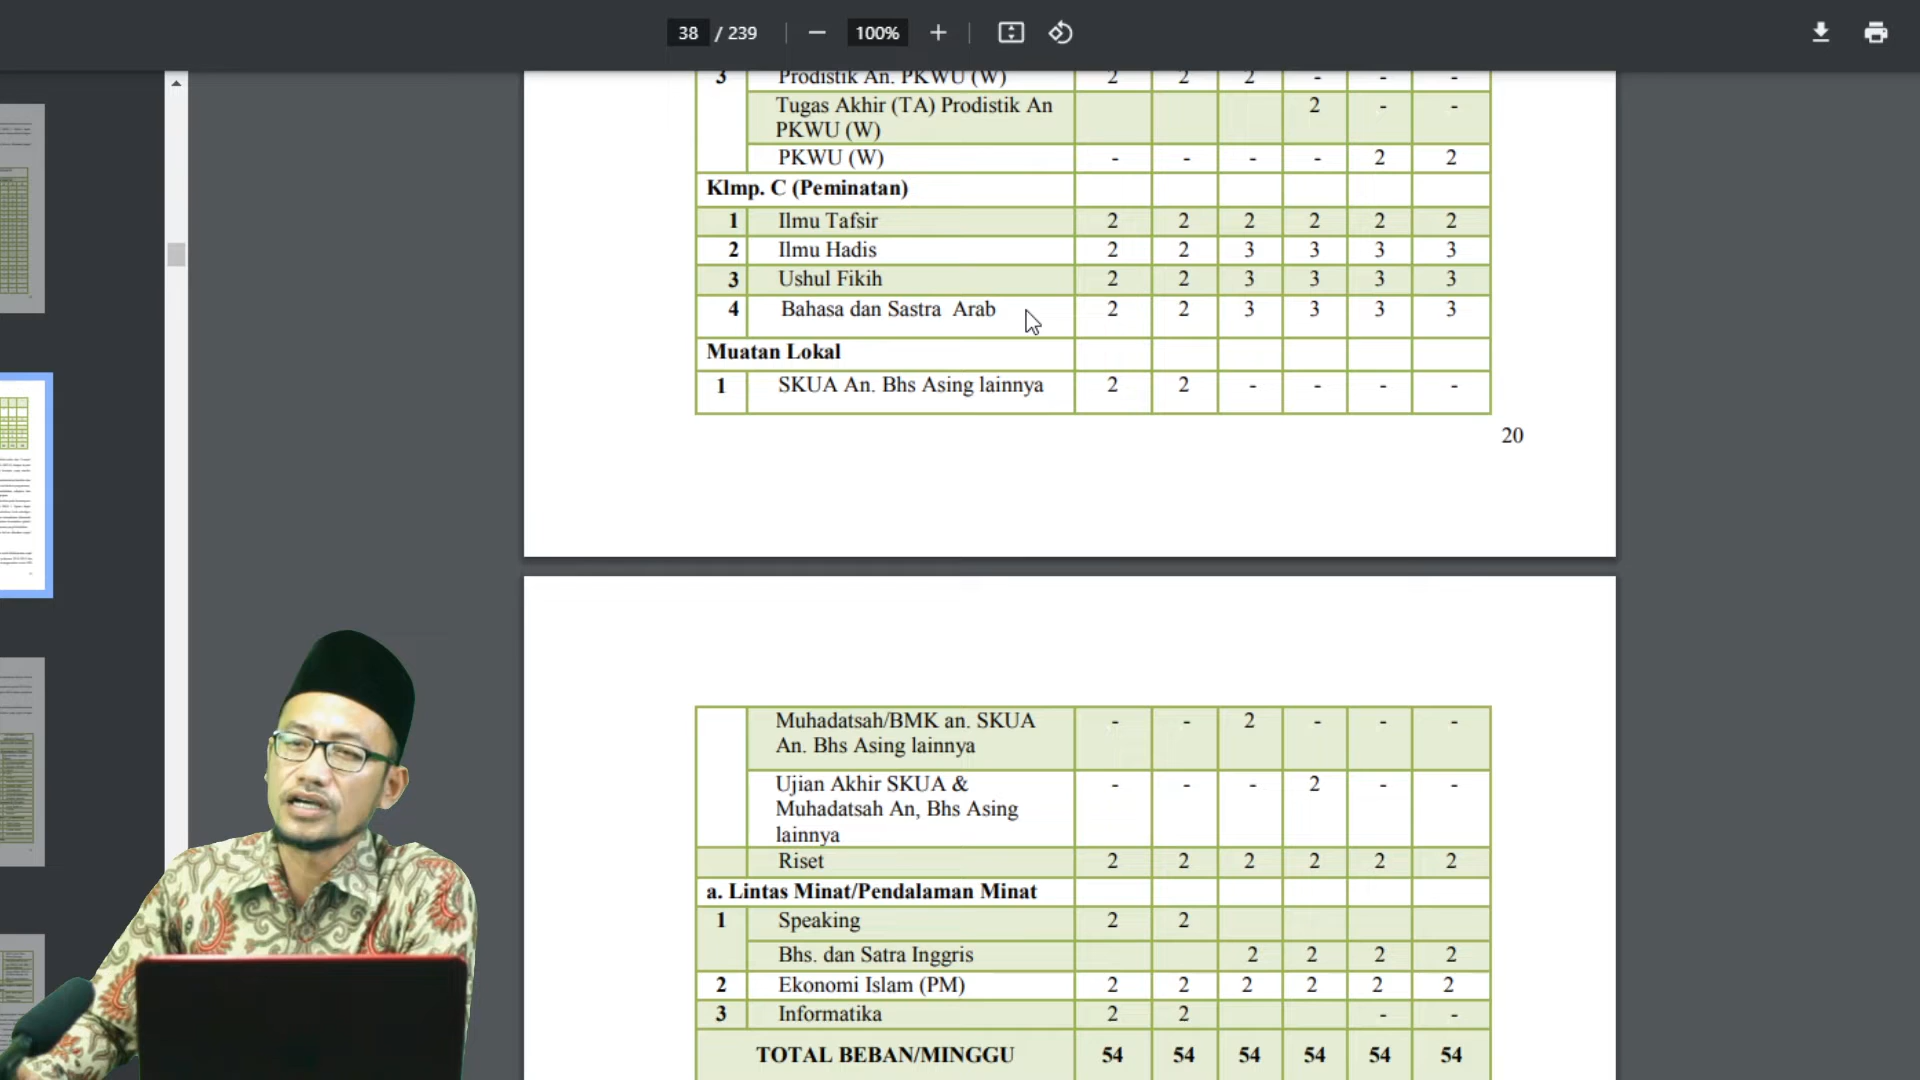 38 / 239 100%
3 Prodistik An. PKWU (W) 2 2 2 - - -
Tugas Akhir (TA) Prodistik An 2 - -
PKWU (W)
PKWU (W) - - - - 2 2
Klmp. C (Peminatan)
1 Ilmu Tafsir 2 2 2 2 2 2
2 Ilmu Hadis 2 2 3 3 3 3
3 Ushul Fikih 2 2 3 3 3 3
4 Bahasa dan Sastra Arab 2 2 3 3 3 3
Muatan Lokal
1 SKUA An. Bhs Asing lainnya 2 2 - - - -
20
Muhadatsah/BMK an. SKUA - - 2 - - -
An. Bhs Asing lainnya
Ujian Akhir SKUA & - - - 2 - -
Muhadatsah An, Bhs Asing
lainnya
Riset 2 2 2 2 2 2
a. Lintas Minat/Pendalaman Minat
1 Speaking 2 2
Bhs. dan Satra Inggris 2 2 2 2
2 Ekonomi Islam (PM) 2 2 2 2 2 2
3 Informatika 2 2 - -
TOTAL BEBAN/MINGGU 54 54 54 54 54 54